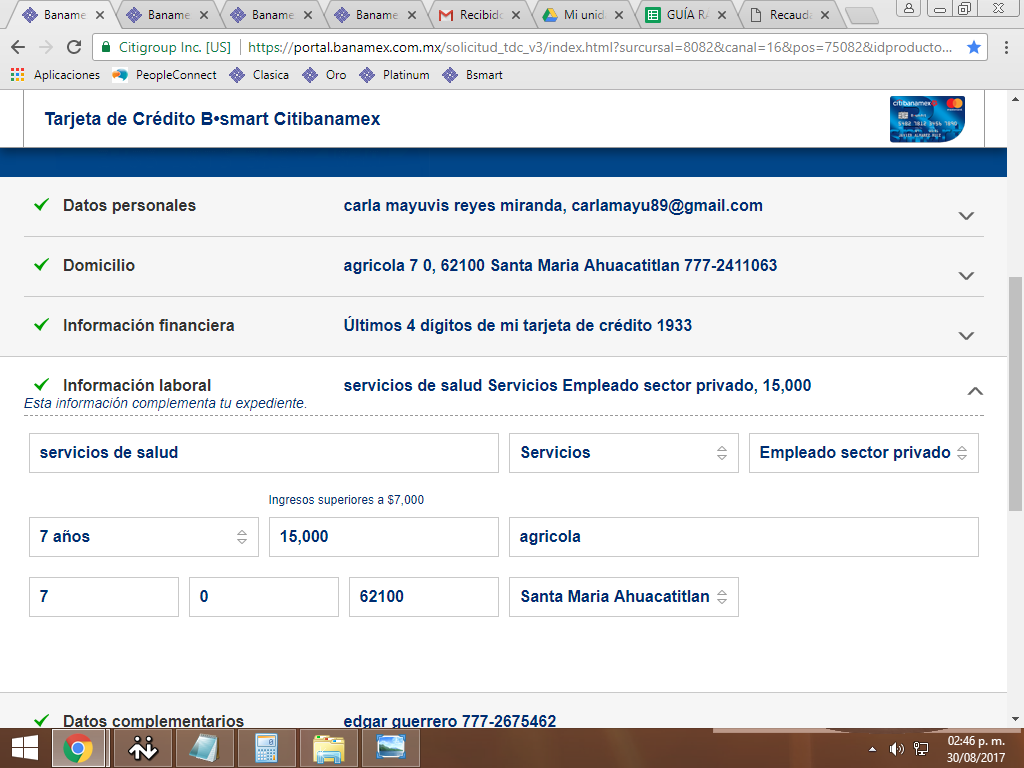 Baname
Baname
Baname
Baname
Recibido
Mi unid
GUÍA RA
Recaud
Citigroup Inc. [US]
https://portal.banamex.com.mx/solicitud_tdc_v3/index.html?surcursal=8082&canal=16&pos=75082&idproducto...
Aplicaciones
PeopleConnect
Clasica
Oro
Platinum
Bsmart
Tarjeta de Crédito B•smart Citibanamex
citibanamex
Datos personales
carla mayuvis reyes miranda, carlamayu89@gmail.com
Domicilio
agricola 7 0, 62100 Santa Maria Ahuacatitlan 777-2411063
Información financiera
Últimos 4 dígitos de mi tarjeta de crédito 1933
Información laboral
servicios de salud Servicios Empleado sector privado, 15,000
Esta información complementa tu expediente.
servicios de salud
Servicios
Empleado sector privado
Ingresos superiores a $7,000
7 años
15,000
agricola
7
0
62100
Santa Maria Ahuacatitlan
Datos complementarios
edgar guerrero 777-2675462
02:46 p. m.
30/08/2017